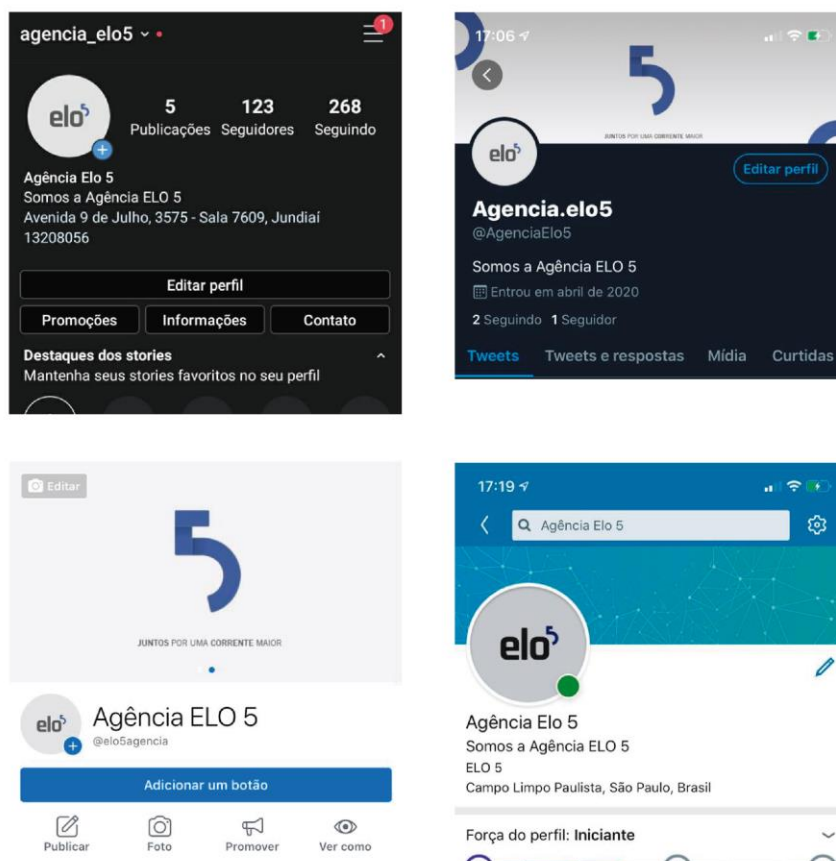 agencia_elo5
1
elo5
5 123 268
Publicações Seguidores Seguindo
Agência Elo 5
Somos a Agência ELO 5
Avenida 9 de Julho, 3575 - Sala 7609, Jundiaí
13208056
Editar perfil
Promoções Informações Contato
Destaques dos stories
Mantenha seus stories favoritos no seu perfil
17:06
5
JUNTOS POR UMA CORRENTE MAIOR
elo5
Editar perfil
Agencia.elo5
@AgenciaElo5
Somos a Agência ELO 5
Entrou em abril de 2020
2 Seguindo 1 Seguidor
Tweets Tweets e respostas Mídia Curtidas
Editar
5
JUNTOS POR UMA CORRENTE MAIOR
elo5
Agência ELO 5
@elo5agencia
Adicionar um botão
Publicar Foto Promover Ver como
17:19
Agência Elo 5
elo5
Agência Elo 5
Somos a Agência ELO 5
ELO 5
Campo Limpo Paulista, São Paulo, Brasil
Força do perfil: Iniciante